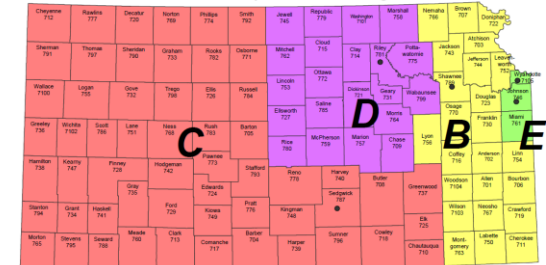 Cheyenne 712
Rawlins 777
Decatur 720
Norton 769
Phillips 774
Smith 792
Jewell 745
Republic 779
Washington 797
Marshall 758
Nemaha 766
Brown 707
Doniphan 722
Sherman 791
Thomas 797
Sheridan 790
Graham 733
Rooks 782
Osborne 771
Mitchell 762
Cloud 715
Clay 714
Riley 781
Potta-watomie 775
Jackson 743
Atchison 703
Jefferson 744
Leaven-worth
Wyandotte
Wallace 7100
Logan 755
Gove 732
Trego 798
Ellis 726
Russell 784
Lincoln 753
Ottawa 772
Dickinson 721
Geary 731
Wabaunsee 799
Shawnee 789
Douglas 723
Johnson 746
Ellsworth 727
Saline 785
Morris 764
Osage 770
Franklin 730
Miami 761
Greeley 736
Wichita 7102
Scott 786
Lane 751
Ness 768
Rush 783
Barton 705
Rice 780
McPherson 759
Marion 757
Chase 709
Lyon 756
Coffey 716
Anderson 702
Linn 754
C
D
B
E
Hamilton 738
Kearny 747
Finney 728
Hodgeman 742
Pawnee 773
Stafford 793
Reno 778
Harvey 740
Butler 708
Greenwood 737
Woodson 7104
Allen 701
Bourbon 706
Gray 735
Edwards 724
Sedgwick 787
Stanton 794
Grant 734
Haskell 741
Ford 729
Kiowa 749
Pratt 776
Kingman 748
Elk 725
Wilson 7103
Neosho 767
Crawford 719
Morton 765
Stevens 795
Seward 788
Meade 760
Clark 713
Comanche 717
Barber 704
Harper 739
Sumner 796
Cowley 718
Chautauqua 710
Mont-gomery 763
Labette 750
Cherokee 711